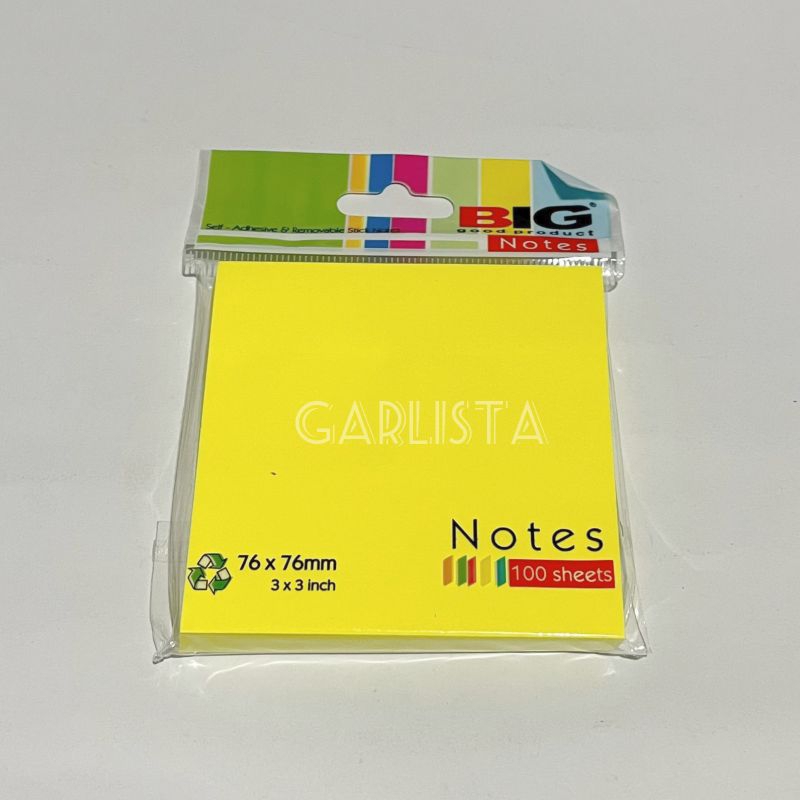 BIG®
good product
Self - Adhesive & Removable Stick Notes
Notes
GARLISTA
Notes
100 sheets
76 x 76mm
3 x 3 inch